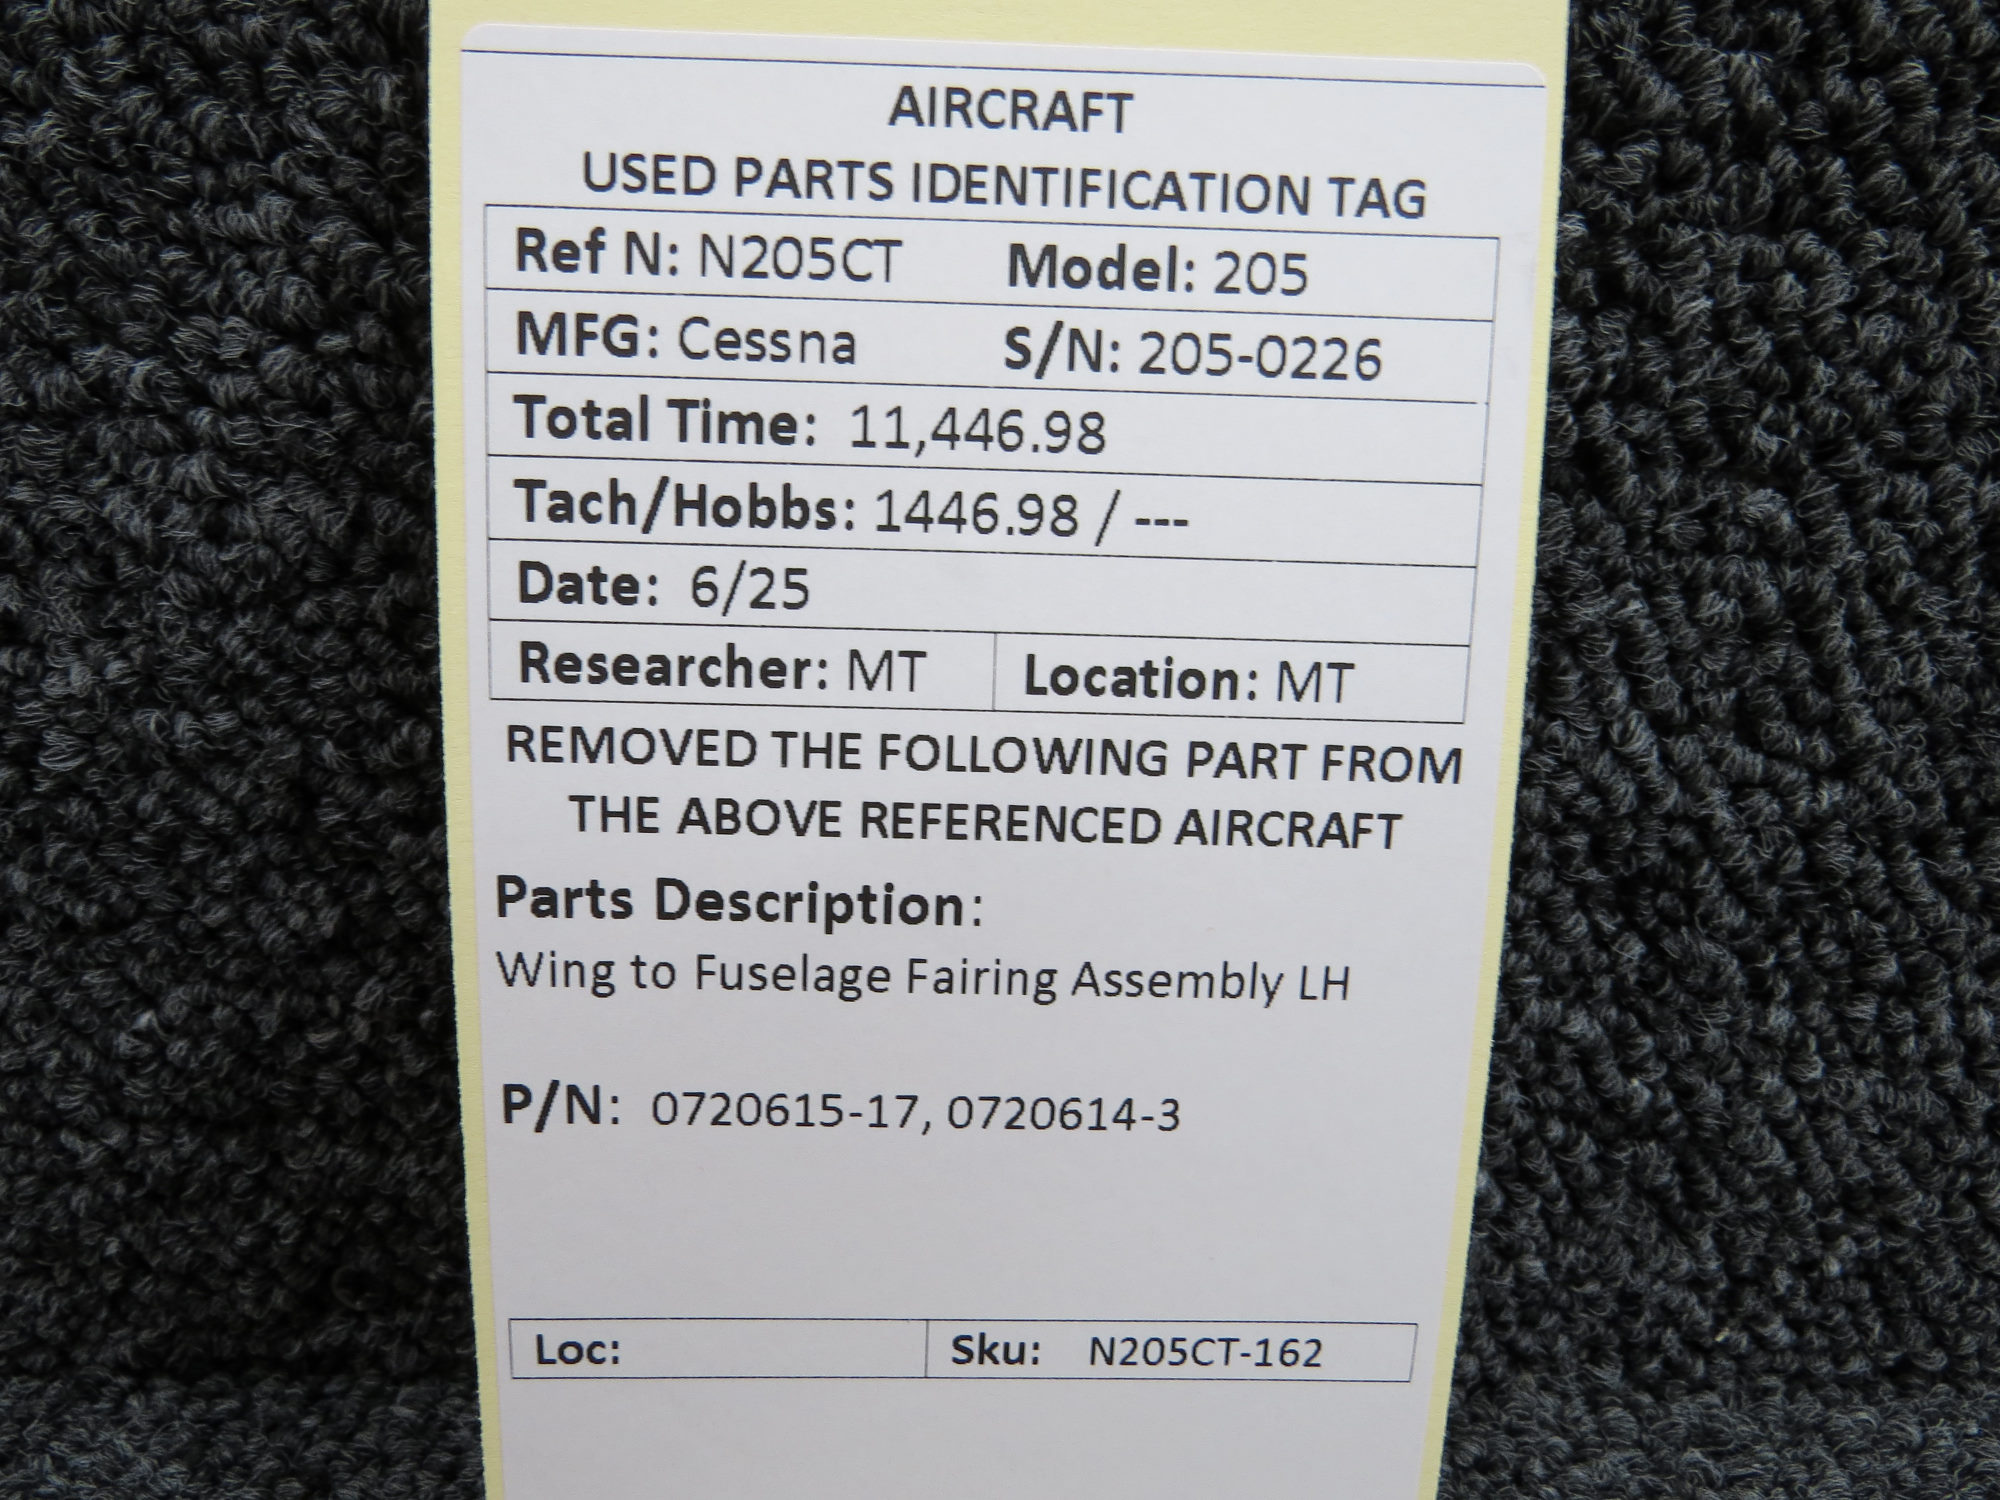 AIRCRAFT
USED PARTS IDENTIFICATION TAG
Ref N: N205CT Model: 205
MFG: Cessna S/N: 205-0226
Total Time: 11,446.98
Tach/Hobbs: 1446.98 / ---
Date: 6/25
Researcher: MT Location: MT
REMOVED THE FOLLOWING PART FROM
THE ABOVE REFERENCED AIRCRAFT
Parts Description:
Wing to Fuselage Fairing Assembly LH
P/N: 0720615-17, 0720614-3
Loc: Sku: N205CT-162